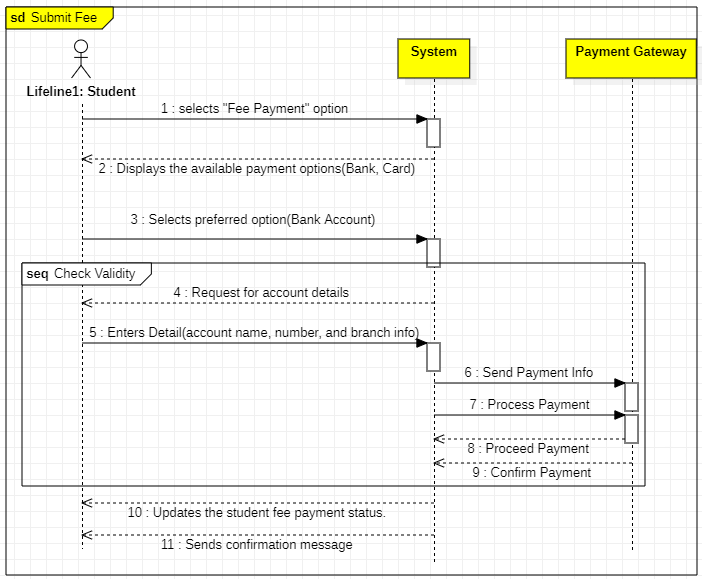 sd Submit Fee
System
Payment Gateway
Lifeline1: Student
1 : selects "Fee Payment" option
2 : Displays the available payment options(Bank, Card)
3 : Selects preferred option(Bank Account)
seq Check Validity
4 : Request for account details
5 : Enters Detail(account name, number, and branch info)
6 : Send Payment Info
7 : Process Payment
8 : Proceed Payment
9 : Confirm Payment
10 : Updates the student fee payment status.
11 : Sends confirmation message